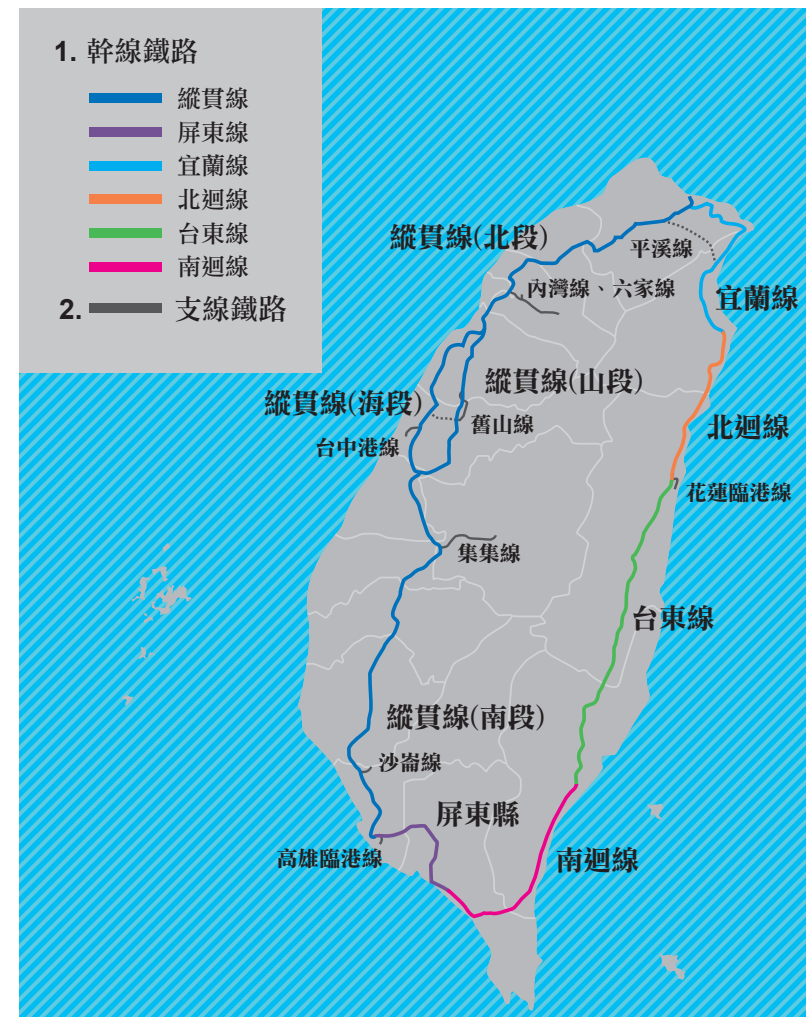 1. 幹線鐵路
縱貫線
屏東線
宜蘭線
北迴線
台東線
南迴線
2. 支線鐵路
縱貫線(北段)
平溪線
內灣線、六家線
宜蘭線
縱貫線(山段)
縱貫線(海段)
舊山線
北迴線
台中港線
花蓮臨港線
集集線
台東線
縱貫線(南段)
沙崙線
屏東縣
高雄臨港線
南迴線